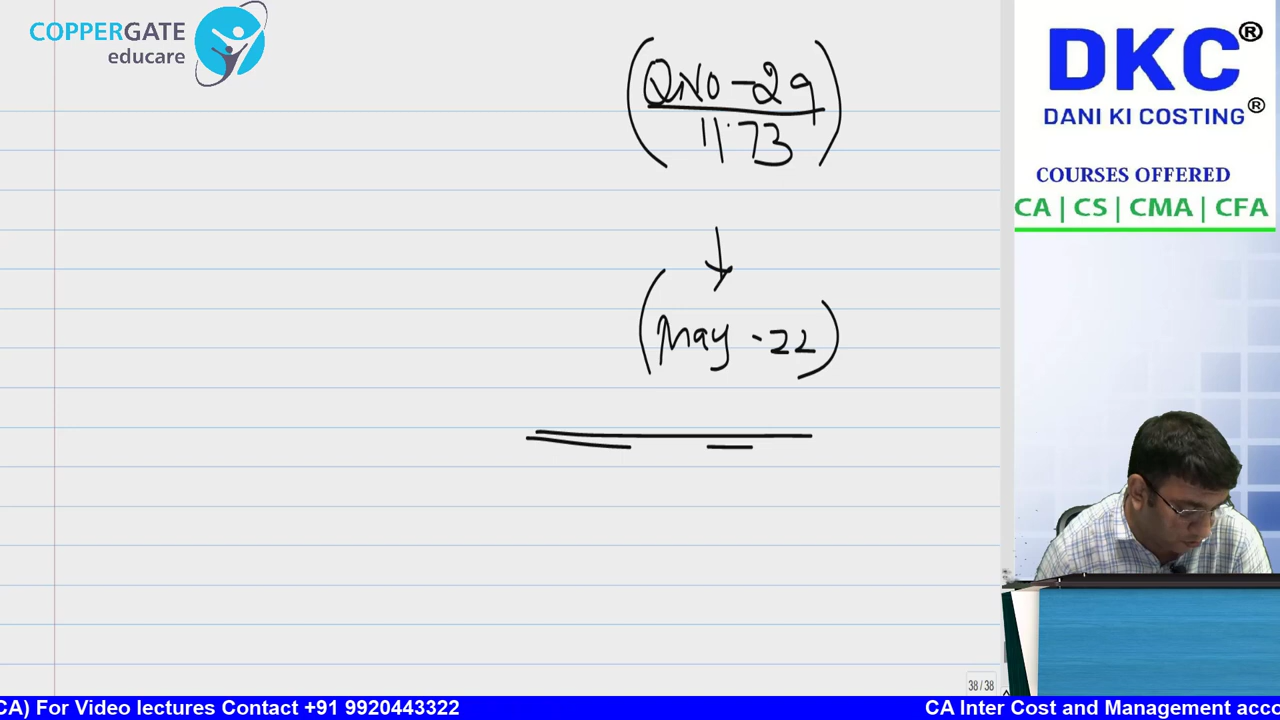 COPPERGATE
educare
(QNO - 29
11.73)
(May - 22)
DKC®
DANI KI COSTING®
COURSES OFFERED
CA | CS | CMA | CFA
38 / 38
CA) For Video lectures Contact +91 9920443322
CA Inter Cost and Management acco